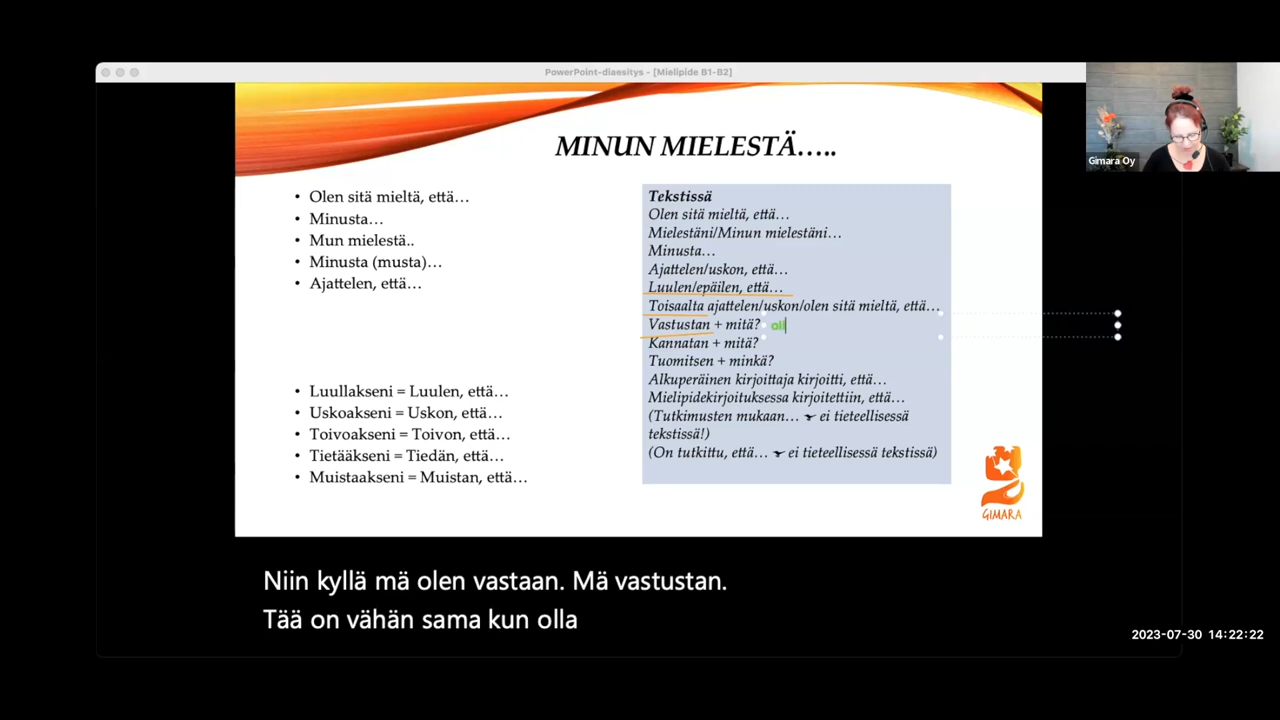 PowerPoint-diaesitys - [Mielipide B1-B2]
MINUN MIELESTÄ…..
• Olen sitä mieltä, että…
• Minusta…
• Mun mielestä..
• Minusta (musta)…
• Ajattelen, että…
• Luullakseni = Luulen, että…
• Uskoakseni = Uskon, että…
• Toivoakseni = Toivon, että…
• Tietääkseni = Tiedän, että…
• Muistaakseni = Muistan, että…
Tekstissä
Olen sitä mieltä, että…
Mielestäni/Minun mielestäni…
Minusta…
Ajattelen/uskon, että…
Luulen/epäilen, että…
Toisaalta ajattelen/uskon/olen sitä mieltä, että…
Vastustan + mitä? oll
Kannatan + mitä?
Tuomitsen + minkä?
Alkuperäinen kirjoittaja kirjoitti, että…
Mielipidekirjoituksessa kirjoitettiin, että…
(Tutkimusten mukaan… ei tieteellisessä
tekstissä!)
(On tutkittu, että… ei tieteellisessä tekstissä)
GIMARA
Gimara Oy
Niin kyllä mä olen vastaan. Mä vastustan.
Tää on vähän sama kun olla
2023-07-30 14:22:22